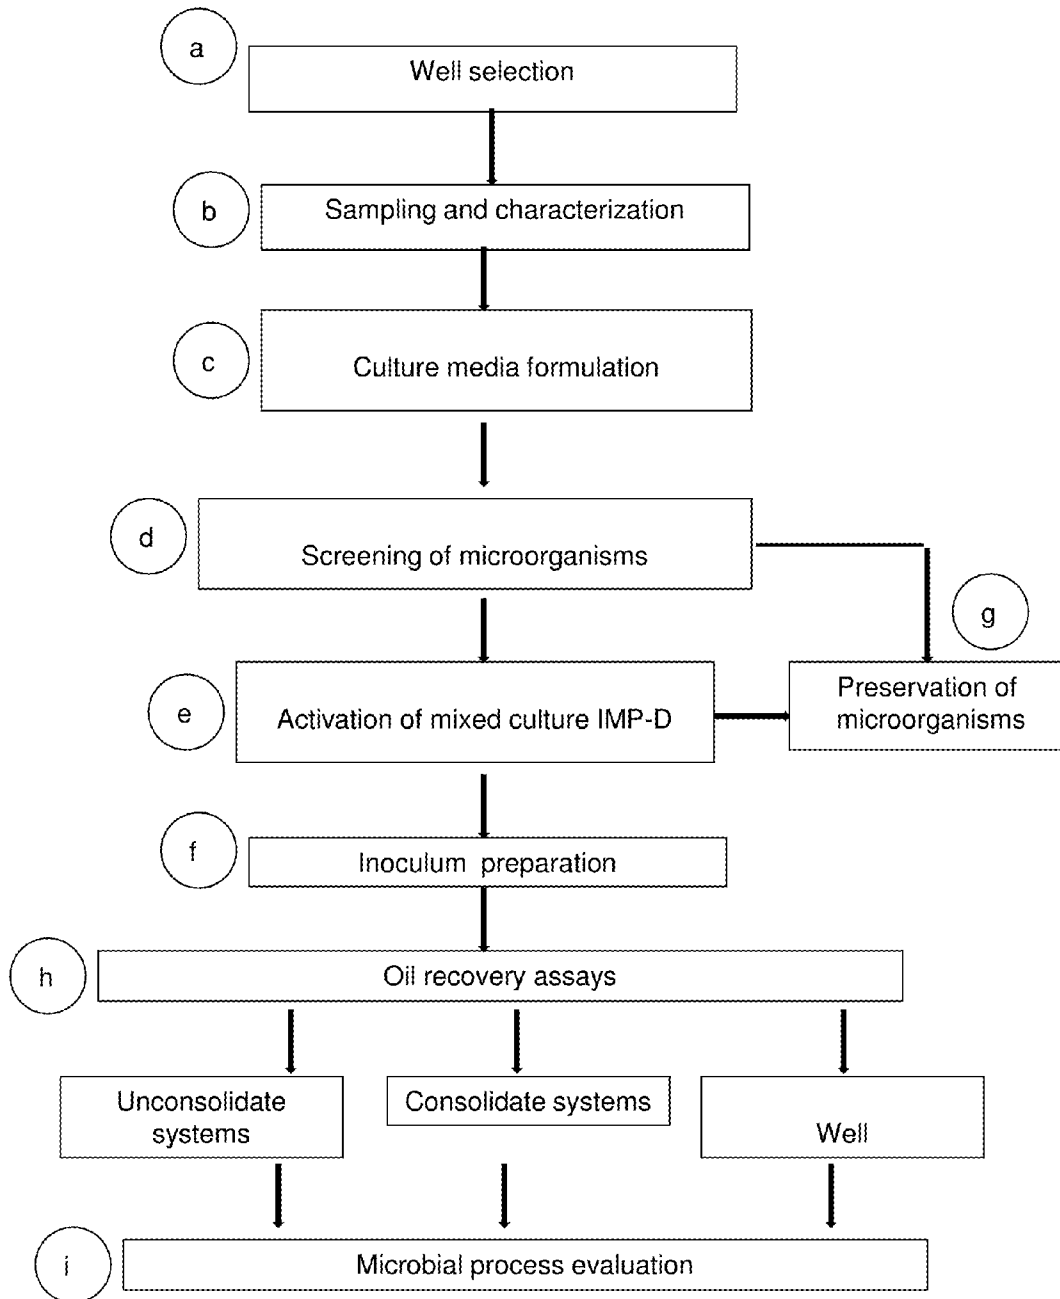 a
Well selection
b
Sampling and characterization
c
Culture media formulation
d
Screening of microorganisms
g
Preservation of
microorganisms
e
Activation of mixed culture IMP-D
f
Inoculum preparation
h
Oil recovery assays
Unconsolidate
systems
Consolidate systems
Well
i
Microbial process evaluation